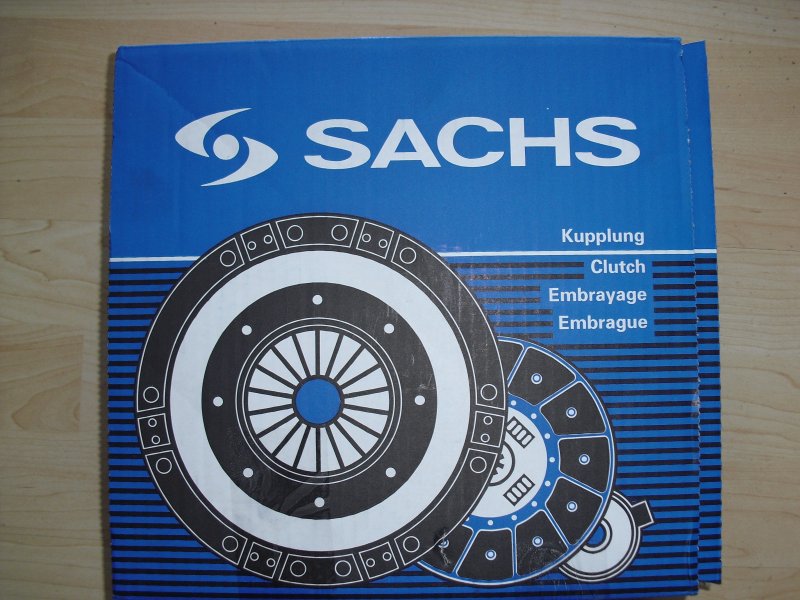 SACHS
Kupplung
Clutch
Embrayage
Embrague